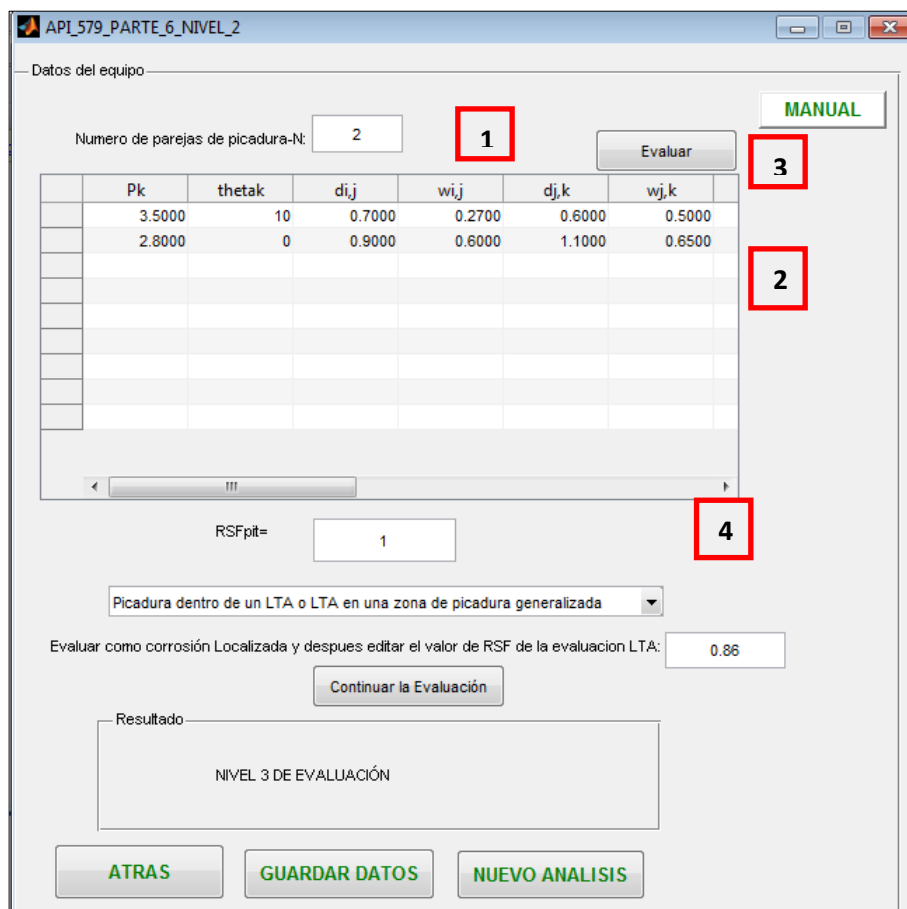 API_579_PARTE_6_NIVEL_2
Datos del equipo
MANUAL
Numero de parejas de picadura-N: 2
1
Evaluar
3
Pk thetak di,j wi,j dj,k wj,k
3.5000 10 0.7000 0.2700 0.6000 0.5000
2.8000 0 0.9000 0.6000 1.1000 0.6500
2
RSFpit= 1
4
Picadura dentro de un LTA o LTA en una zona de picadura generalizada
Evaluar como corrosión Localizada y despues editar el valor de RSF de la evaluacion LTA: 0.86
Continuar la Evaluación
Resultado
NIVEL 3 DE EVALUACIÓN
ATRAS GUARDAR DATOS NUEVO ANALISIS